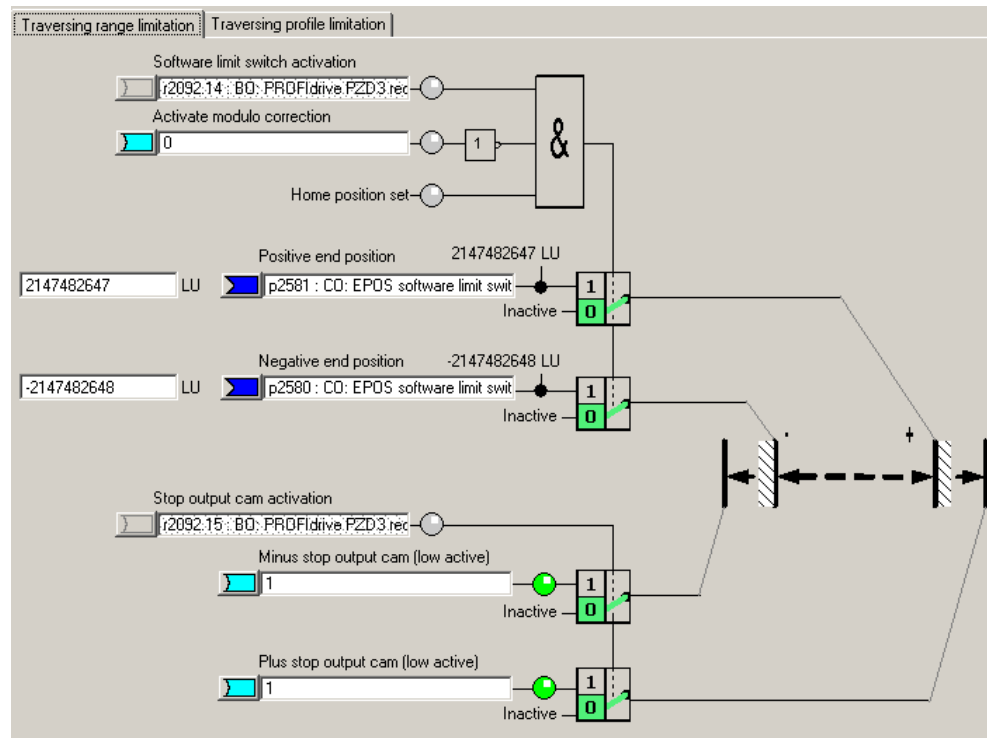 Traversing range limitation Traversing profile limitation
Software limit switch activation
r2092.14 : BO: PROFIdrive PZD3 rec
Activate modulo correction
0
1
&
Home position set
Positive end position 2147482647 LU
2147482647 LU p2581 : CO: EPOS software limit swit 1
Inactive 0
Negative end position -2147482648 LU
-2147482648 LU p2580 : CO: EPOS software limit swit 1
Inactive 0
- +
Stop output cam activation
r2092.15 : BO: PROFIdrive PZD3 rec
Minus stop output cam (low active)
1 1
Inactive 0
Plus stop output cam (low active)
1 1
Inactive 0